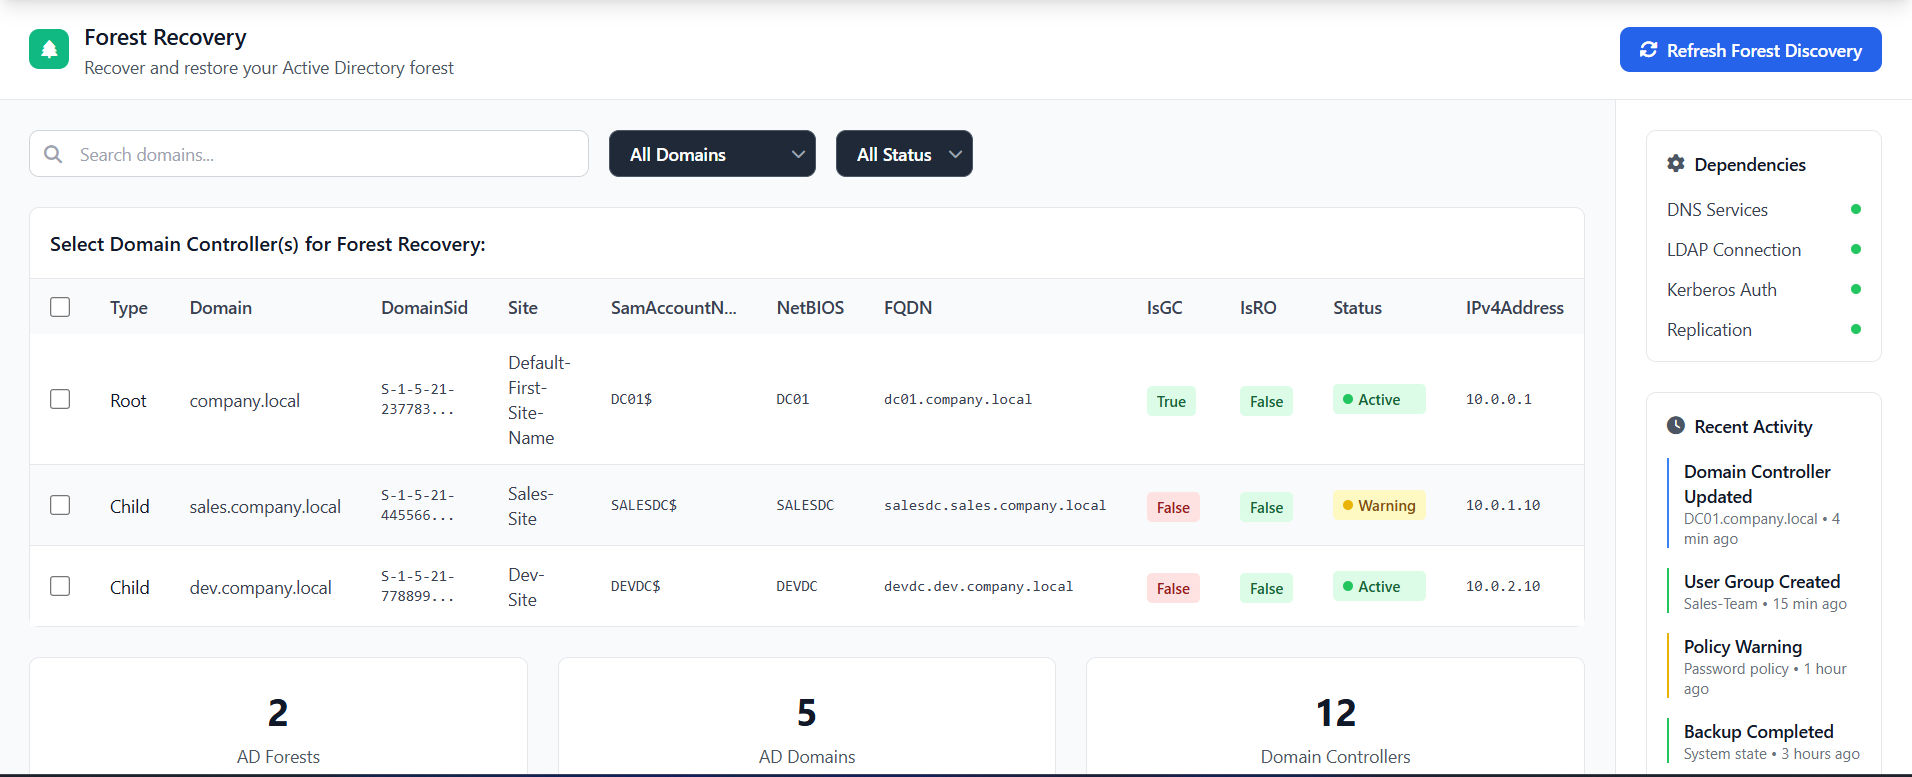 Forest Recovery
Recover and restore your Active Directory forest
Refresh Forest Discovery
Search domains...
All Domains
All Status
Select Domain Controller(s) for Forest Recovery:
Type Domain DomainSid Site SamAccountN... NetBIOS FQDN IsGC IsRO Status IPv4Address
Root company.local S-1-5-21-
237783... Default-
First-
Site-
Name DC01$ DC01 dc01.company.local True False Active 10.0.0.1
Child sales.company.local S-1-5-21-
445566... Sales-
Site SALESDC$ SALESDC salesdc.sales.company.local False False Warning 10.0.1.10
Child dev.company.local S-1-5-21-
778899... Dev-
Site DEVDC$ DEVDC devdc.dev.company.local False False Active 10.0.2.10
2
AD Forests
5
AD Domains
12
Domain Controllers
Dependencies
DNS Services
LDAP Connection
Kerberos Auth
Replication
Recent Activity
Domain Controller
Updated
DC01.company.local • 4
min ago
User Group Created
Sales-Team • 15 min ago
Policy Warning
Password policy • 1 hour
ago
Backup Completed
System state • 3 hours ago